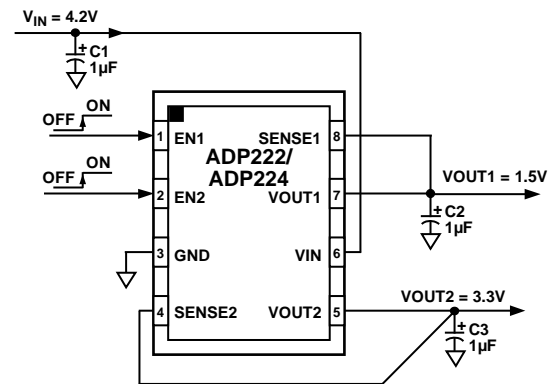 VIN = 4.2V
+ C1
1µF
OFF ON
OFF ON
1 EN1
2 EN2
3 GND
4 SENSE2
ADP222/
ADP224
SENSE1 8
VOUT1 7
VIN 6
VOUT2 5
VOUT1 = 1.5V
+ C2
1µF
VOUT2 = 3.3V
+ C3
1µF